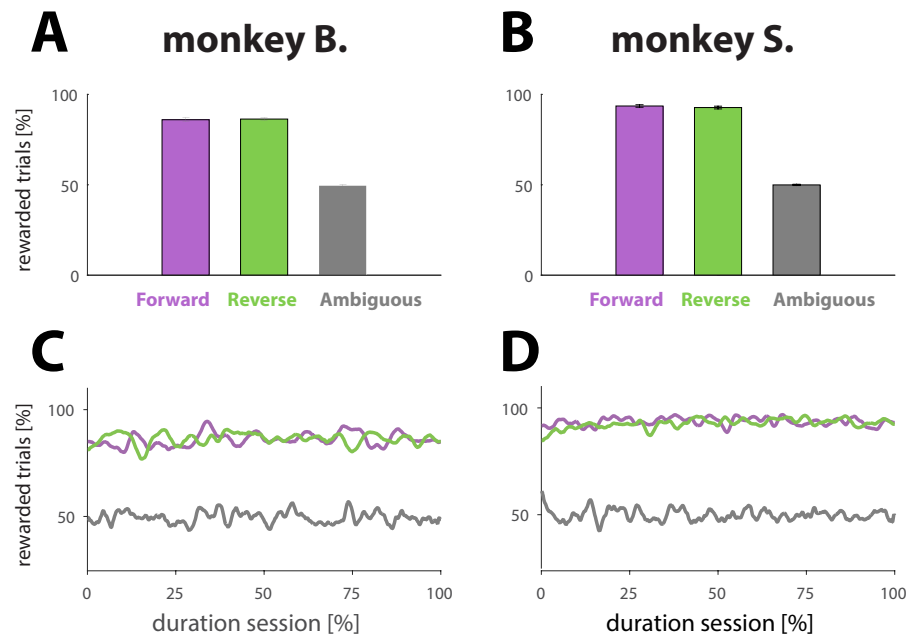 A monkey B.
rewarded trials [%]
100
50
0
Forward Reverse Ambiguous
B monkey S.
100
50
0
Forward Reverse Ambiguous
C
rewarded trials [%]
100
50
0 25 50 75 100
duration session [%]
D
100
50
0 25 50 75 100
duration session [%]